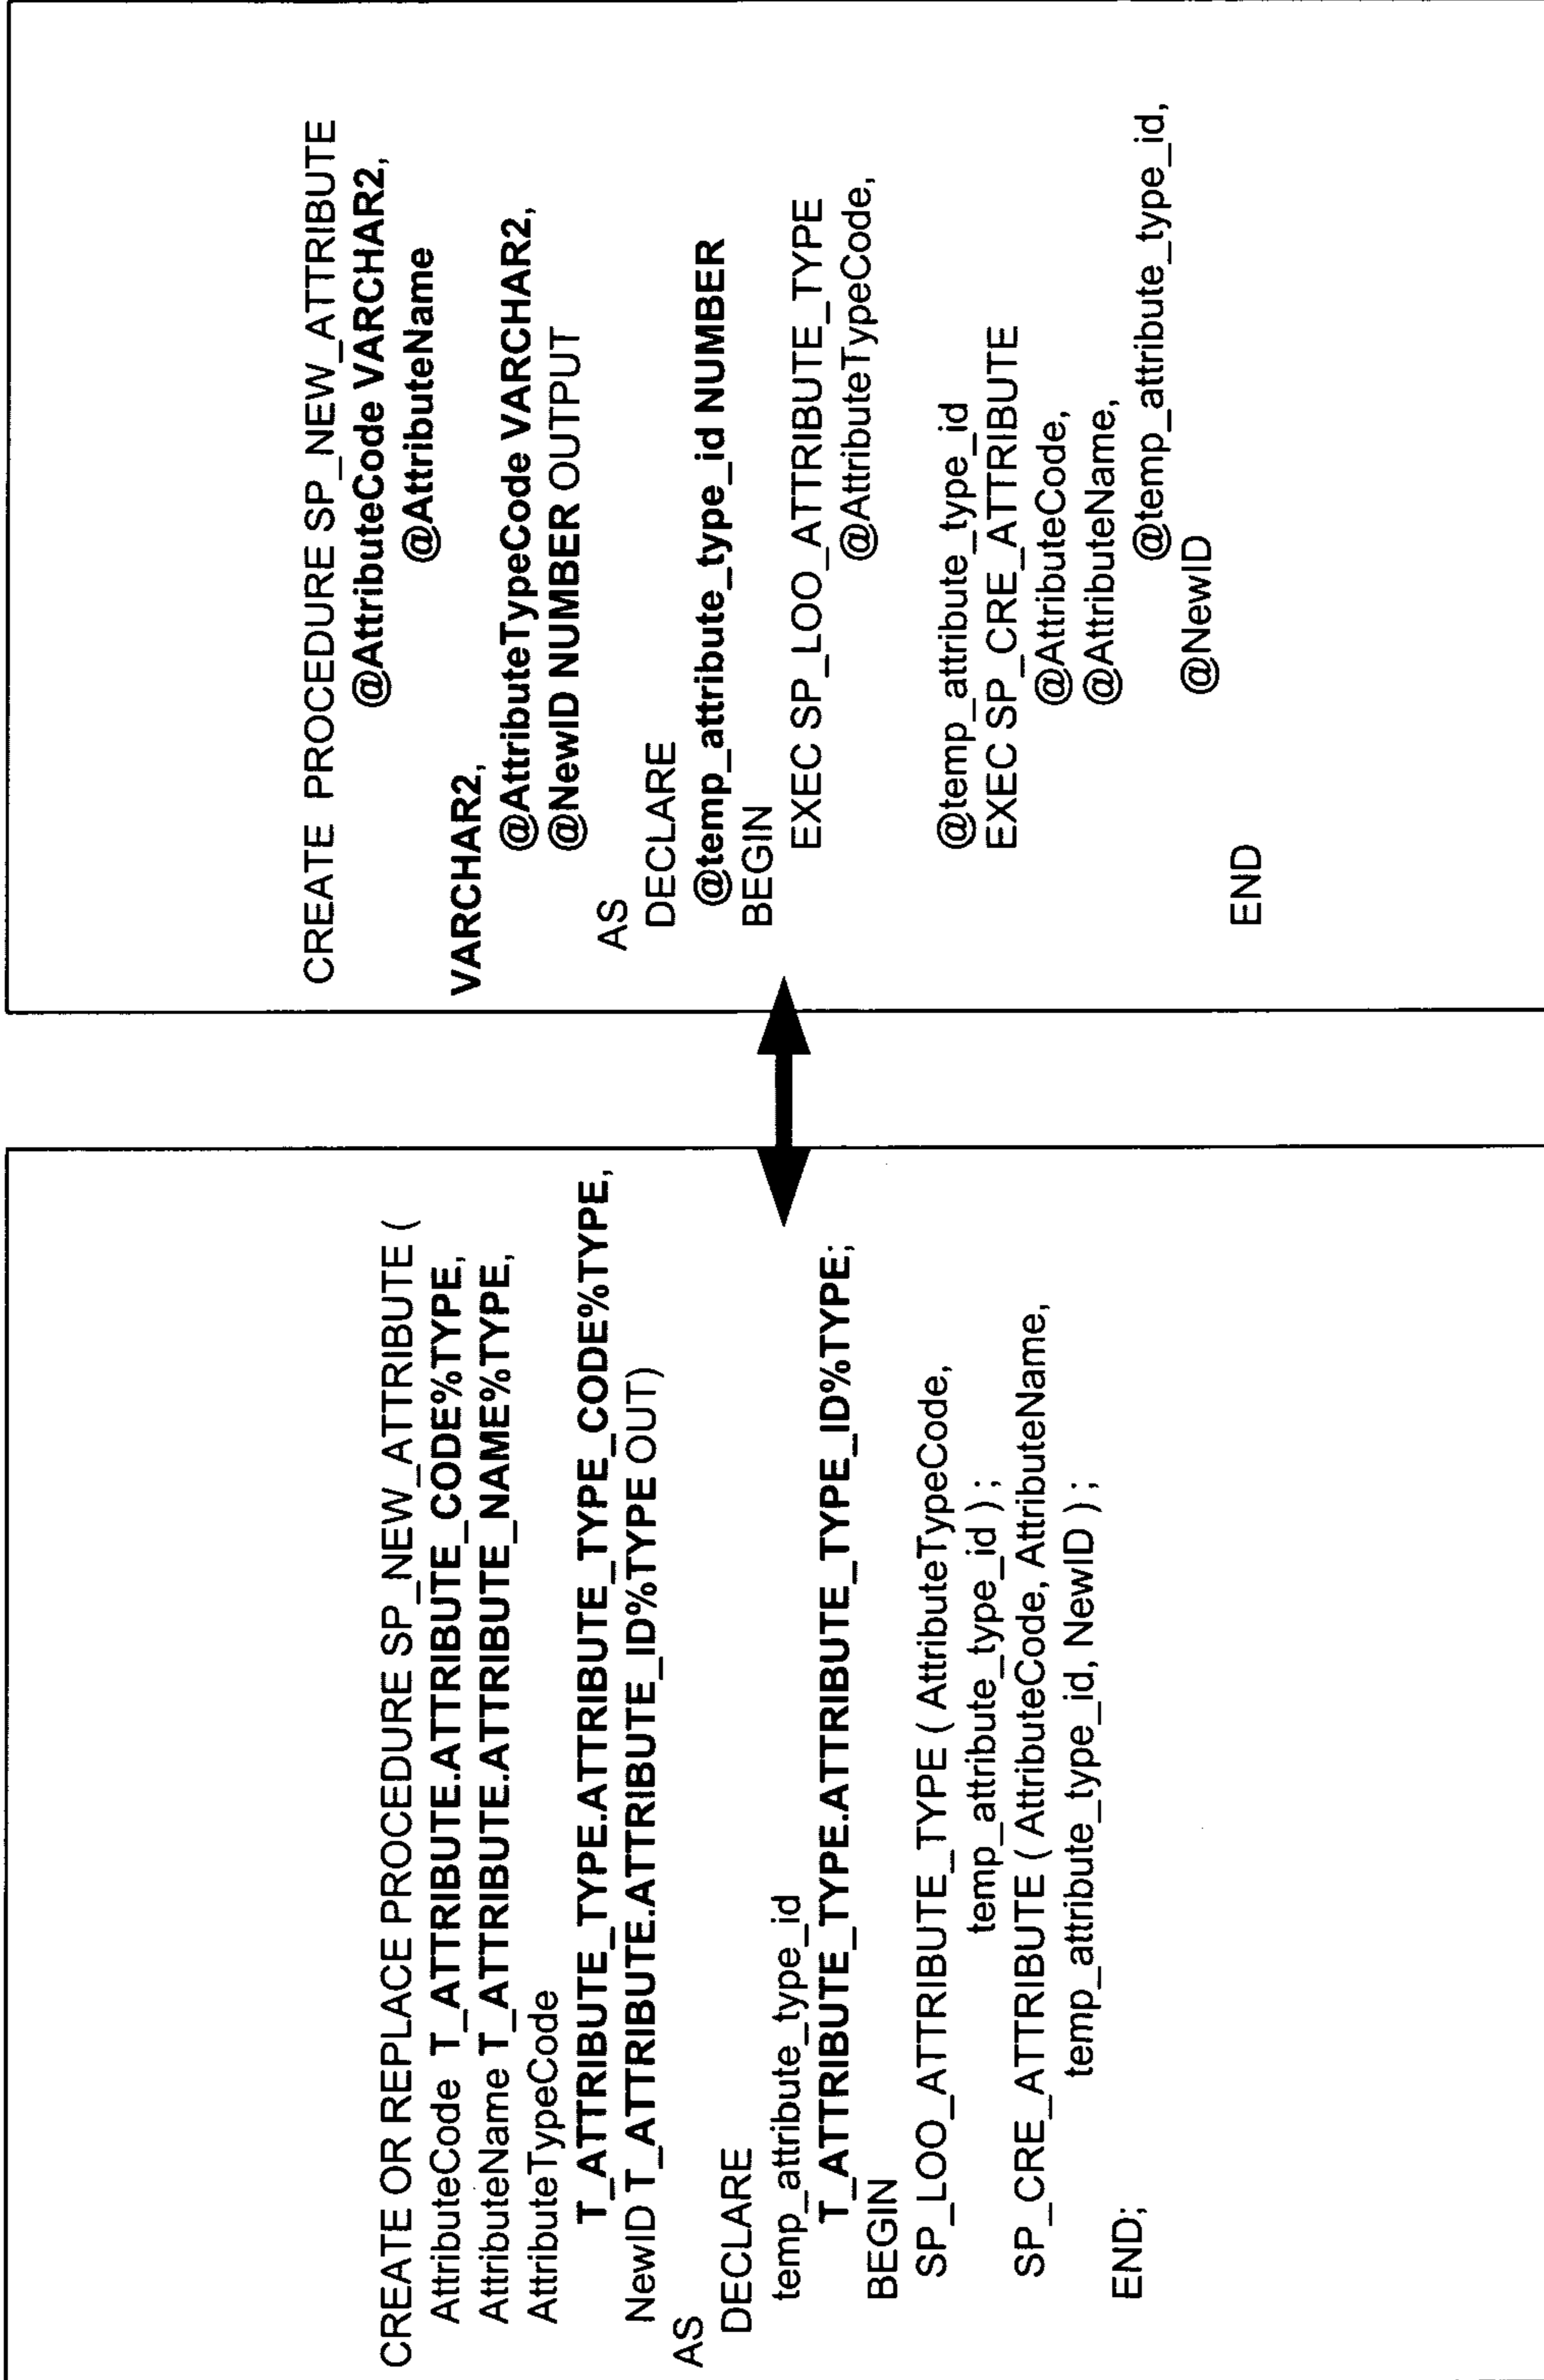 CREATE OR REPLACE PROCEDURE SP_NEW_ATTRIBUTE (
AttributeCode T_ATTRIBUTE.ATTRIBUTE_CODE%TYPE,
AttributeName T_ATTRIBUTE.ATTRIBUTE_NAME%TYPE,
AttributeTypeCode
T_ATTRIBUTE_TYPE.ATTRIBUTE_TYPE_CODE%TYPE,
NewID T_ATTRIBUTE.ATTRIBUTE_ID%TYPE OUT)
AS
DECLARE
temp_attribute_type_id
T_ATTRIBUTE_TYPE.ATTRIBUTE_TYPE_ID%TYPE;
BEGIN
SP_LOO_ATTRIBUTE_TYPE ( AttributeTypeCode,
temp_attribute_type_id ) ;
SP_CRE_ATTRIBUTE ( AttributeCode, AttributeName,
temp_attribute_type_id, NewID ) ;
END;
CREATE PROCEDURE SP_NEW_ATTRIBUTE
@AttributeCode VARCHAR2,
@AttributeName
VARCHAR2,
@AttributeTypeCode VARCHAR2,
@NewID NUMBER OUTPUT
AS
DECLARE
@temp_attribute_type_id NUMBER
BEGIN
EXEC SP_LOO_ATTRIBUTE_TYPE
@AttributeTypeCode,
@temp_attribute_type_id
EXEC SP_CRE_ATTRIBUTE
@AttributeCode,
@AttributeName,
@temp_attribute_type_id,
@NewID
END